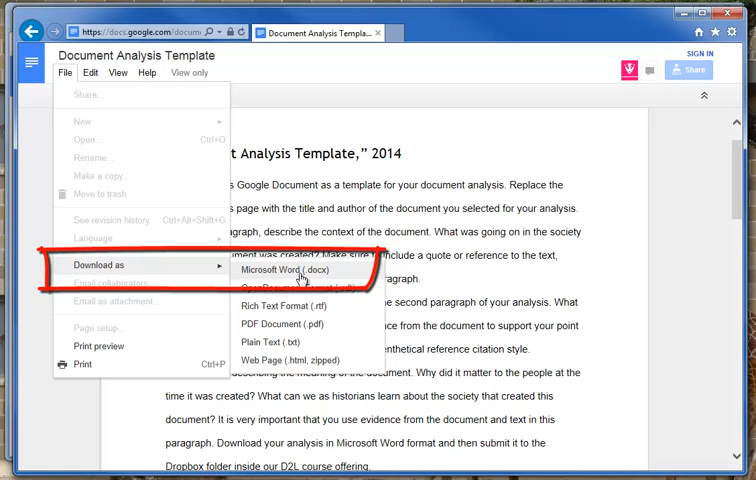 https://docs.google.com/docum
Document Analysis Templa...
Document Analysis Template
SIGN IN
File Edit View Help View only
Share
Share...
New
Open... Ctrl+O
Rename...
Make a copy...
Move to trash
See revision history Ctrl+Alt+Shift+G
Language
Download as
Email collaborators...
Email as attachment...
Page setup...
Print preview
Print Ctrl+P
Microsoft Word (.docx)
OpenDocument Format (.odt)
Rich Text Format (.rtf)
PDF Document (.pdf)
Plain Text (.txt)
Web Page (.html, zipped)
t Analysis Template,” 2014
s Google Document as a template for your document analysis. Replace the
s page with the title and author of the document you selected for your analysis.
agraph, describe the context of the document. What was going on in the society
cument was created? Make sure to include a quote or reference to the text,
aragraph.
the second paragraph of your analysis. What
ence from the document to support your point
enthetical reference citation style.
describing the meaning of the document. Why did it matter to the people at the
time it was created? What can we as historians learn about the society that created this
document? It is very important that you use evidence from the document and text in this
paragraph. Download your analysis in Microsoft Word format and then submit it to the
Dropbox folder inside our D2L course offering.